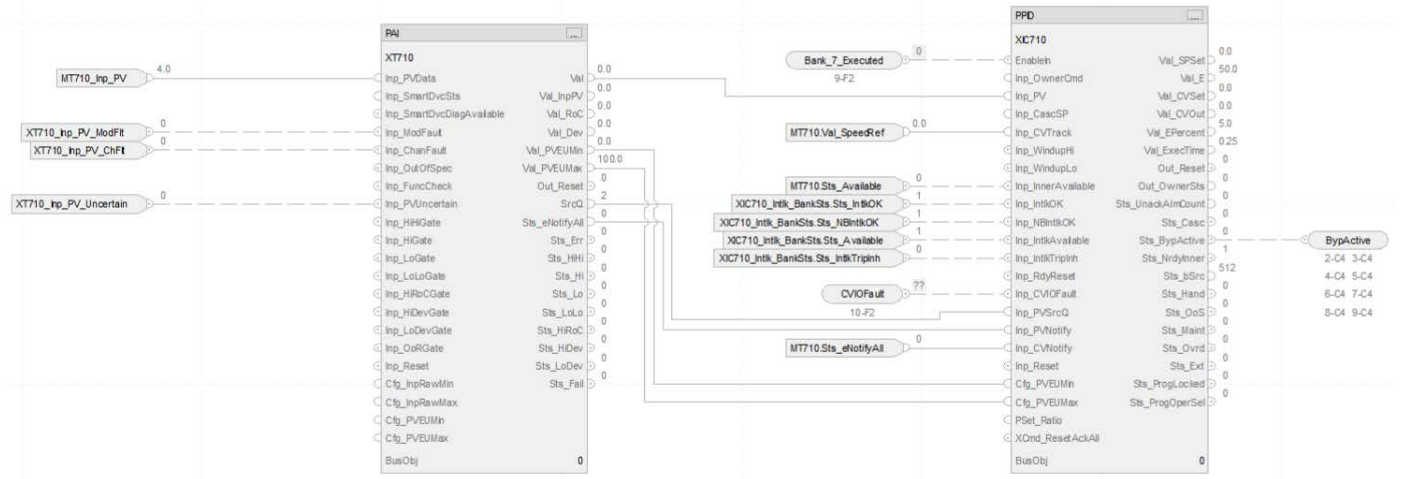 PAI
...
XT710
MT710_Inp_PV
4.0
Inp_PVData
Val
0.0
Inp_SmartDvcSts
Val_InpPV
0.0
Inp_SmartDvcDiagAvailable
Val_RoC
0.0
XT710_Inp_PV_ModFlt
0
Inp_ModFault
Val_Dev
0.0
XT710_Inp_PV_ChFlt
0
Inp_ChanFault
Val_PVEUMin
0.0
Inp_OutOfSpec
Val_PVEUMax
100.0
Inp_FuncCheck
Out_Reset
0
XT710_Inp_PV_Uncertain
0
Inp_PVUncertain
SrcQ
2
Inp_HiHiGate
Sts_eNotifyAll
0
Inp_HiGate
Sts_Err
0
Inp_LoGate
Sts_HiHi
0
Inp_LoLoGate
Sts_Hi
0
Inp_HiRoCGate
Sts_Lo
0
Inp_HiDevGate
Sts_LoLo
0
Inp_LoDevGate
Sts_HiRoC
0
Inp_OoRGate
Sts_HiDev
0
Inp_Reset
Sts_LoDev
0
Cfg_InpRawMin
Sts_Fail
0
Cfg_InpRawMax
Cfg_PVEUMin
Cfg_PVEUMax
BusObj
0
PPID
...
XIC710
Bank_7_Executed
0
9-F2
EnableIn
Val_SPSet
0.0
Inp_OwnerCmd
Val_E
50.0
Inp_PV
Val_CVSet
0.0
Inp_CascSP
Val_CVOut
0.0
MT710.Val_SpeedRef
0.0
Inp_CVTrack
Val_EPercent
5.0
Inp_WindupHi
Val_ExecTime
0.25
Inp_WindupLo
Out_Reset
0
MT710.Sts_Available
0
Inp_InnerAvailable
Out_OwnerSts
0
XIC710_Intlk_BankSts.Sts_IntlkOK
1
Inp_IntlkOK
Sts_UnackAlmCount
XIC710_Intlk_BankSts.Sts_NBIntlkOK
1
Inp_NBIntlkOK
Sts_Casc
0
XIC710_Intlk_BankSts.Sts_Available
1
Inp_IntlkAvailable
Sts_BypActive
0
XIC710_Intlk_BankSts.Sts_IntlkTripInh
0
Inp_IntlkTripInh
Sts_NrdyInner
1
Inp_RdyReset
Sts_bSrc
512
CVIOFault
??
10-F2
Inp_CVIOFault
Sts_Hand
0
Inp_PVSrcQ
Sts_OoS
0
Inp_PVNotify
Sts_Maint
0
MT710.Sts_eNotifyAll
0
Inp_CVNotify
Sts_Ovrd
0
Inp_Reset
Sts_Ext
0
Cfg_PVEUMin
Sts_ProgLocked
0
Cfg_PVEUMax
Sts_ProgOperSel
0
PSet_Ratio
XCmd_ResetAckAll
BusObj
0
BypActive
2-C4 3-C4
4-C4 5-C4
6-C4 7-C4
8-C4 9-C4